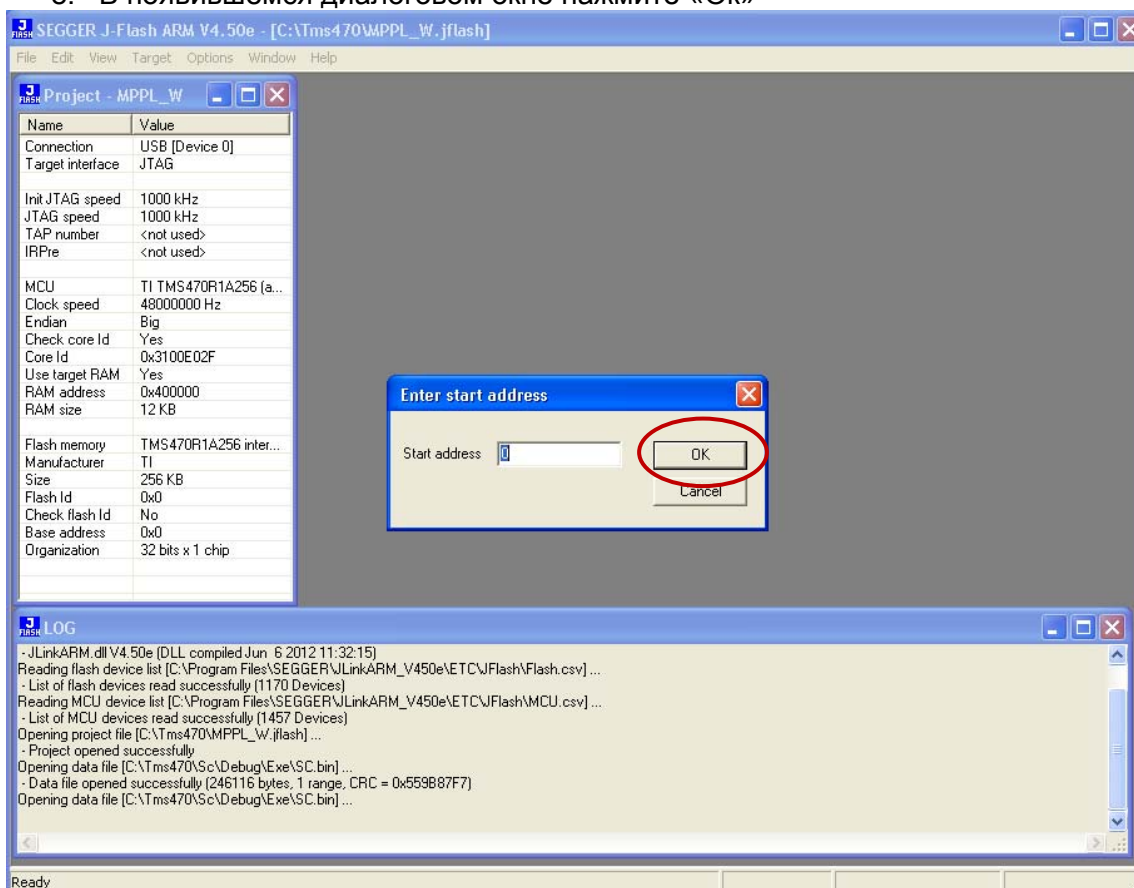 В появившемся диалоговом окне нажмите «Ок»
SEGGER J-Flash ARM V4.50e - [C:\Tms470\MPPL_W.jflash]
File Edit View Target Options Window Help
Project - MPPL_W
Name Value
Connection USB [Device 0]
Target interface JTAG
Init JTAG speed 1000 kHz
JTAG speed 1000 kHz
TAP number <not used>
IRPre <not used>
MCU TI TMS470R1A256 (a...
Clock speed 48000000 Hz
Endian Big
Check core Id Yes
Core Id 0x3100E02F
Use target RAM Yes
RAM address 0x400000
RAM size 12 KB
Flash memory TMS470R1A256 inter...
Manufacturer TI
Size 256 KB
Flash Id 0x0
Check flash Id No
Base address 0x0
Organization 32 bits x 1 chip
Enter start address
Start address 0 OK
Cancel
LOG
- JLinkARM.dll V4.50e (DLL compiled Jun 6 2012 11:32:15)
Reading flash device list [C:\Program Files\SEGGER\JLinkARM_V450e\ETC\JFlash\Flash.csv] ...
- List of flash devices read successfully (1170 Devices)
Reading MCU device list [C:\Program Files\SEGGER\JLinkARM_V450e\ETC\JFlash\MCU.csv] ...
- List of MCU devices read successfully (1457 Devices)
Opening project file [C:\Tms470\MPPL_W.jflash] ...
- Project opened successfully
Opening data file [C:\Tms470\Sc\Debug\Exe\SC.bin] ...
- Data file opened successfully (246116 bytes, 1 range, CRC = 0x559B87F7)
Opening data file [C:\Tms470\Sc\Debug\Exe\SC.bin] ...
Ready